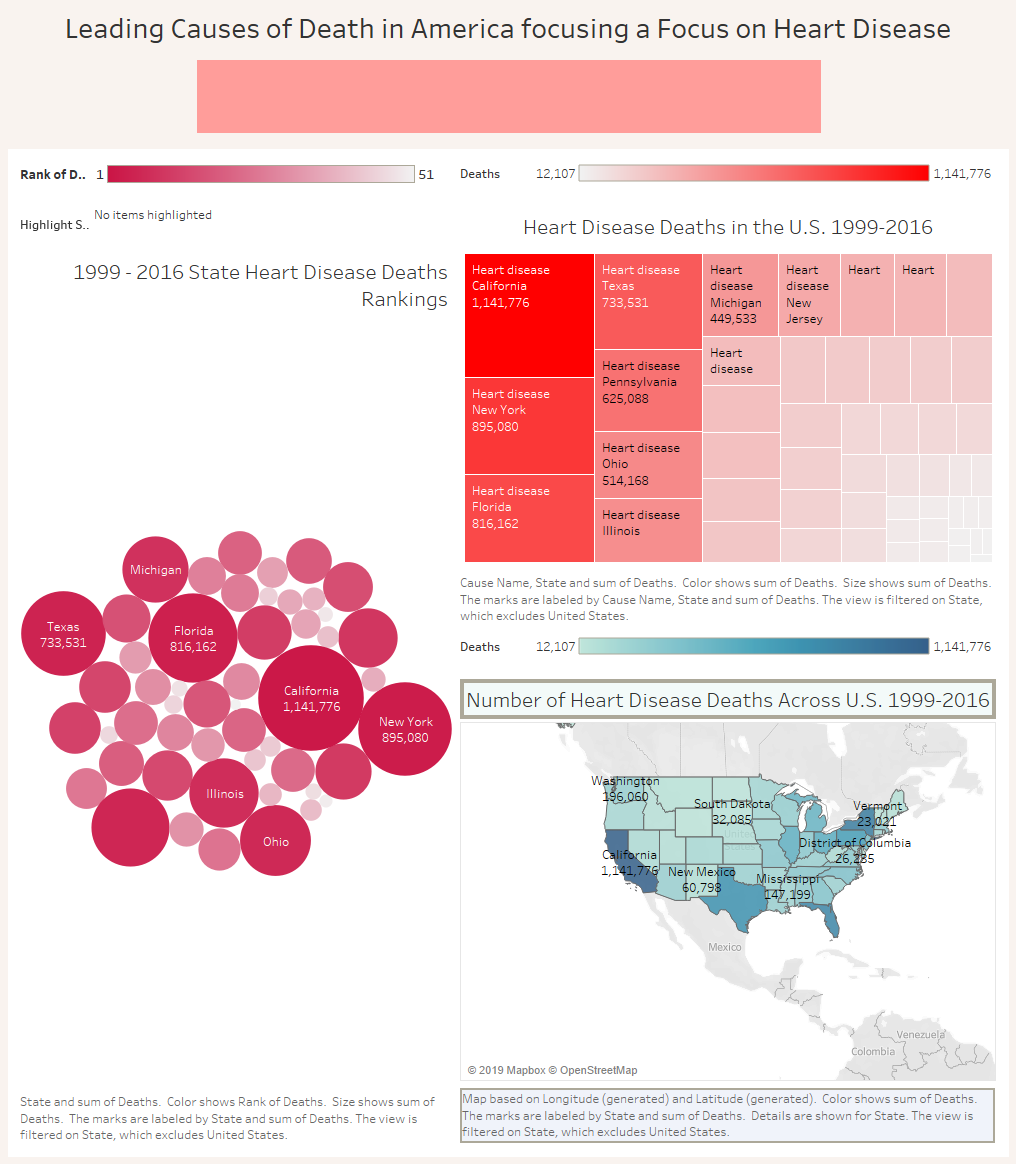 Leading Causes of Death in America focusing a Focus on Heart Disease
Rank of D..
1
51
Deaths
12,107
1,141,776
Highlight S..
No items highlighted
1999 - 2016 State Heart Disease Deaths
Rankings
Michigan
Texas
733,531
Florida
816,162
California
1,141,776
New York
895,080
Illinois
Ohio
State and sum of Deaths.  Color shows Rank of Deaths.  Size shows sum of
Deaths.  The marks are labeled by State and sum of Deaths. The view is
filtered on State, which excludes United States.
Heart Disease Deaths in the U.S. 1999-2016
Heart disease
California
1,141,776
Heart disease
New York
895,080
Heart disease
Florida
816,162
Heart disease
Texas
733,531
Heart disease
Pennsylvania
625,088
Heart disease
Ohio
514,168
Heart disease
Illinois
Heart
disease
Michigan
449,533
Heart
disease
New
Jersey
Heart
Heart
Heart
disease
Cause Name, State and sum of Deaths.  Color shows sum of Deaths.  Size shows sum of Deaths.
The marks are labeled by Cause Name, State and sum of Deaths. The view is filtered on State,
which excludes United States.
Deaths
12,107
1,141,776
Number of Heart Disease Deaths Across U.S. 1999-2016
Washington
196,060
South Dakota
32,085
United
Vermont
23,021
District of Columbia
26,285
California
1,141,776
New Mexico
60,798
Mississippi
147,199
Mexico
Venezuela
Colombia
© 2019 Mapbox © OpenStreetMap
Map based on Longitude (generated) and Latitude (generated).  Color shows sum of Deaths.
The marks are labeled by State and sum of Deaths.  Details are shown for State. The view is
filtered on State, which excludes United States.